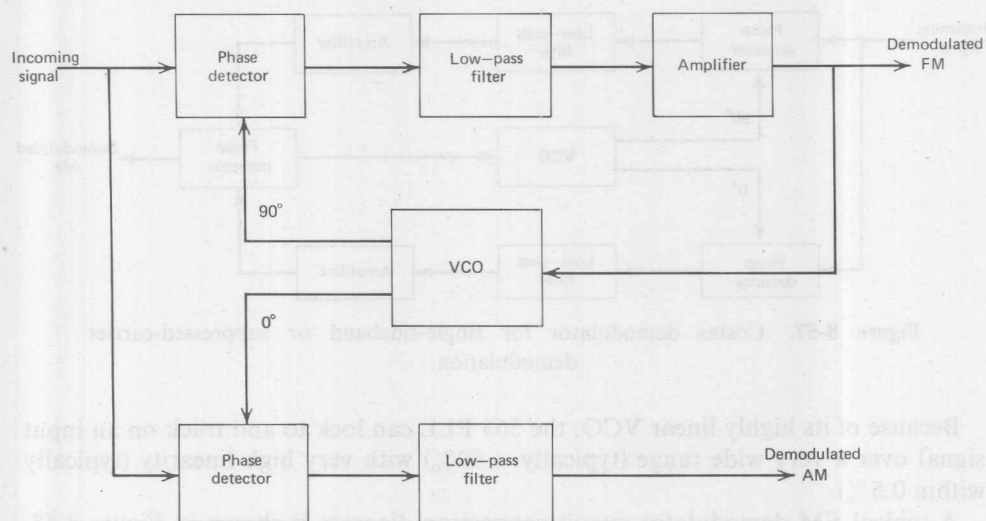 Incoming
signal
Phase
detector
Low–pass
filter
Amplifier
Demodulated
FM
90°
VCO
0°
Phase
detector
Low–pass
filter
Demodulated
AM
Figure 8-57. Costas demodulator for single-sideband or suppressed-carrier
demodulation.
Because of its highly linear VCO, the 565 PLL can lock to and track on an input
signal over a very wide range (typically with very high linearity (typically
within 0.5%).